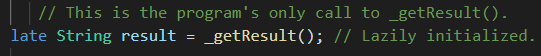 // This is the program's only call to _getResult().
late String result = _getResult(); // Lazily initialized.